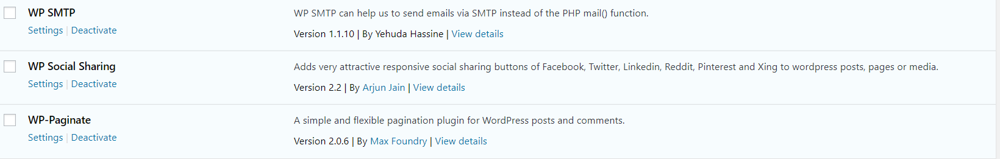 WP SMTP
Settings | Deactivate
WP SMTP can help us to send emails via SMTP instead of the PHP mail() function.
Version 1.1.10 | By Yehuda Hassine | View details
WP Social Sharing
Settings | Deactivate
Adds very attractive responsive social sharing buttons of Facebook, Twitter, Linkedin, Reddit, Pinterest and Xing to wordpress posts, pages or media.
Version 2.2 | By Arjun Jain | View details
WP-Paginate
Settings | Deactivate
A simple and flexible pagination plugin for WordPress posts and comments.
Version 2.0.6 | By Max Foundry | View details